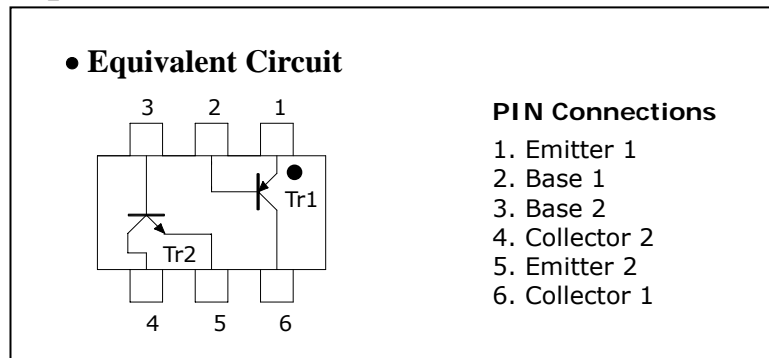 • Equivalent Circuit
3 2 1
Tr1
Tr2
4 5 6
PIN Connections
1. Emitter 1
2. Base 1
3. Base 2
4. Collector 2
5. Emitter 2
6. Collector 1